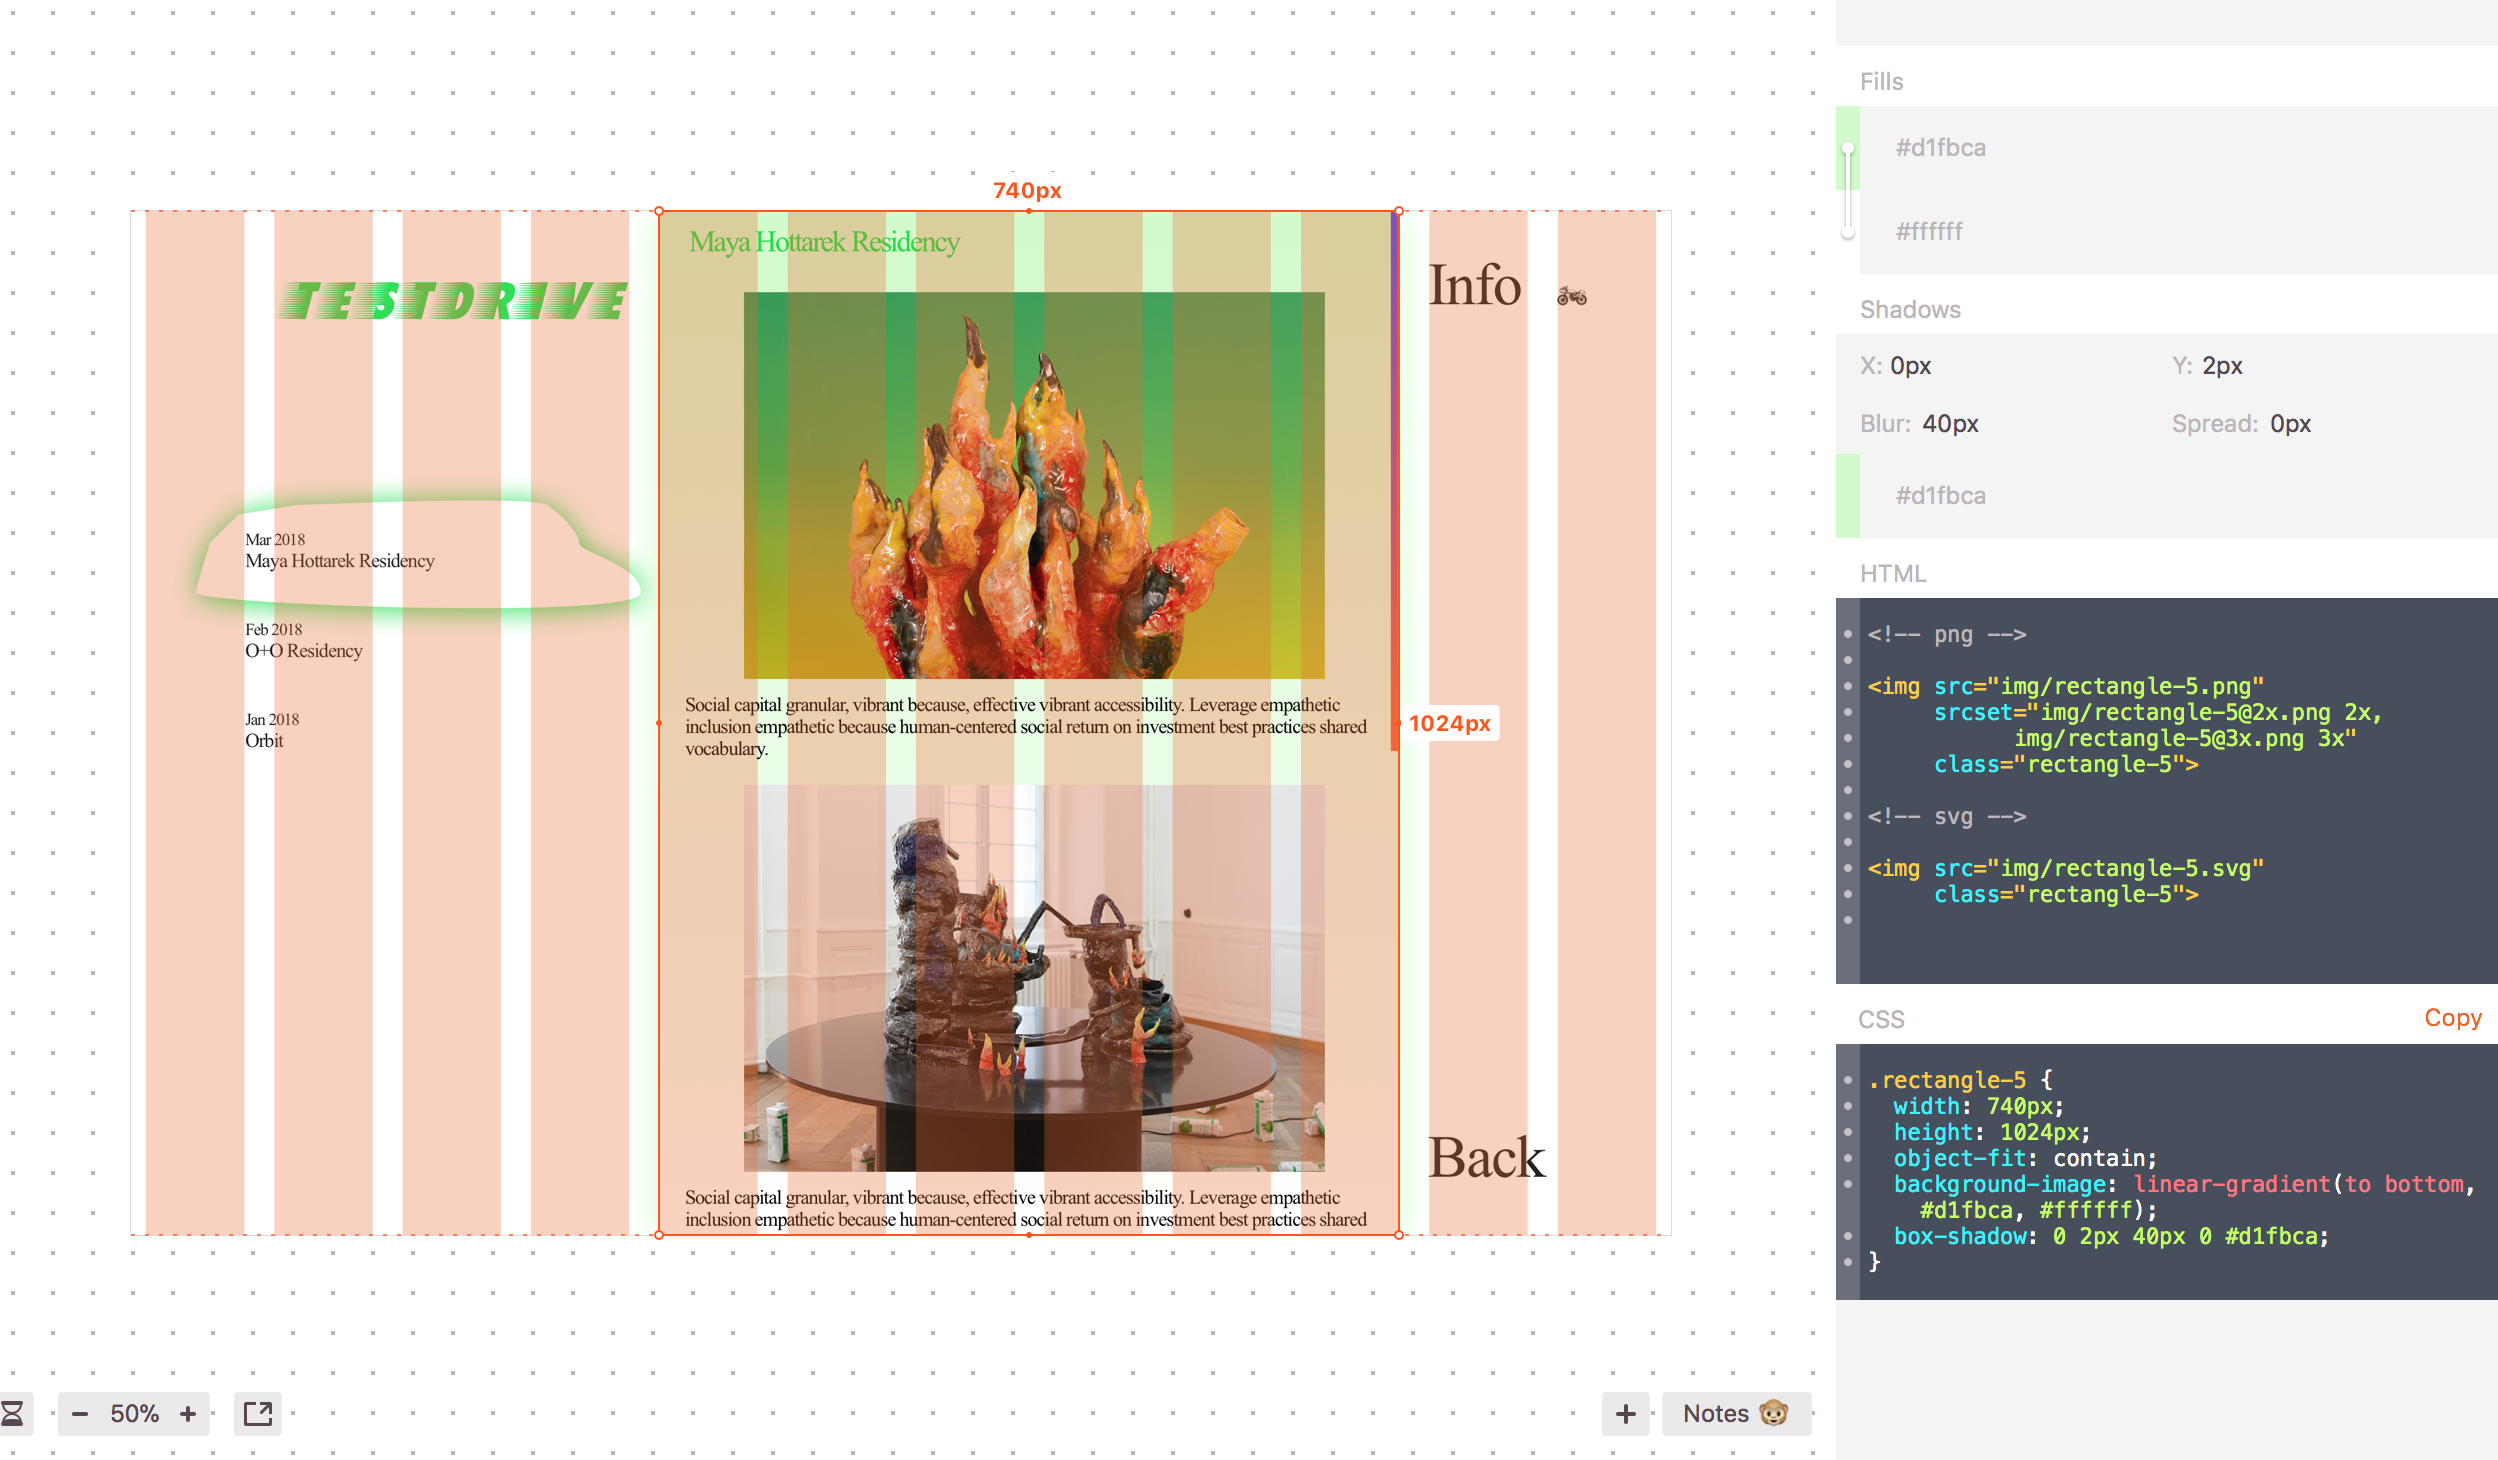 740px
TESTDRIVE
Mar 2018
Maya Hottarek Residency
Feb 2018
O+O Residency
Jan 2018
Orbit
Maya Hottarek Residency
Social capital granular, vibrant because, effective vibrant accessibility. Leverage empathetic
inclusion empathetic because human-centered social return on investment best practices shared
vocabulary.
Social capital granular, vibrant because, effective vibrant accessibility. Leverage empathetic
inclusion empathetic because human-centered social return on investment best practices shared
1024px
Info
Back
50%
Notes
Fills
#d1fbca
#ffffff
Shadows
X: 0px
Y: 2px
Blur: 40px
Spread: 0px
#d1fbca
HTML
<!-- png -->
<img src="img/rectangle-5.png"
srcset="img/rectangle-5@2x.png 2x,
img/rectangle-5@3x.png 3x"
class="rectangle-5">
<!-- svg -->
<img src="img/rectangle-5.svg"
class="rectangle-5">
CSS
Copy
.rectangle-5 {
width: 740px;
height: 1024px;
object-fit: contain;
background-image: linear-gradient(to bottom,
#d1fbca, #ffffff);
box-shadow: 0 2px 40px 0 #d1fbca;
}